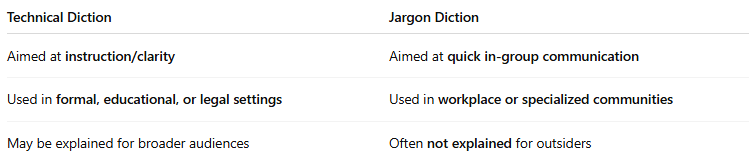 Technical Diction Jargon Diction
Aimed at instruction/clarity Aimed at quick in-group communication
Used in formal, educational, or legal settings Used in workplace or specialized communities
May be explained for broader audiences Often not explained for outsiders